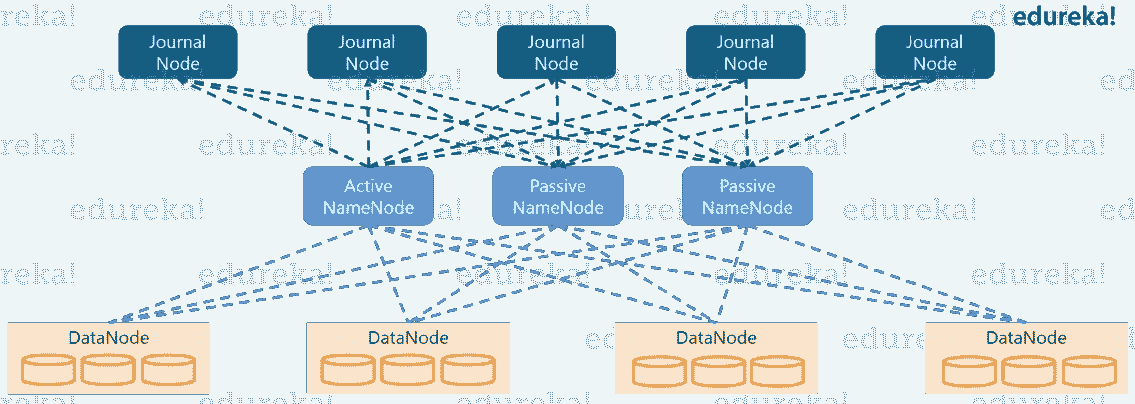 edureka!
Journal
Node
Journal
Node
Journal
Node
Journal
Node
Journal
Node
Active
NameNode
Passive
NameNode
Passive
NameNode
DataNode
DataNode
DataNode
DataNode